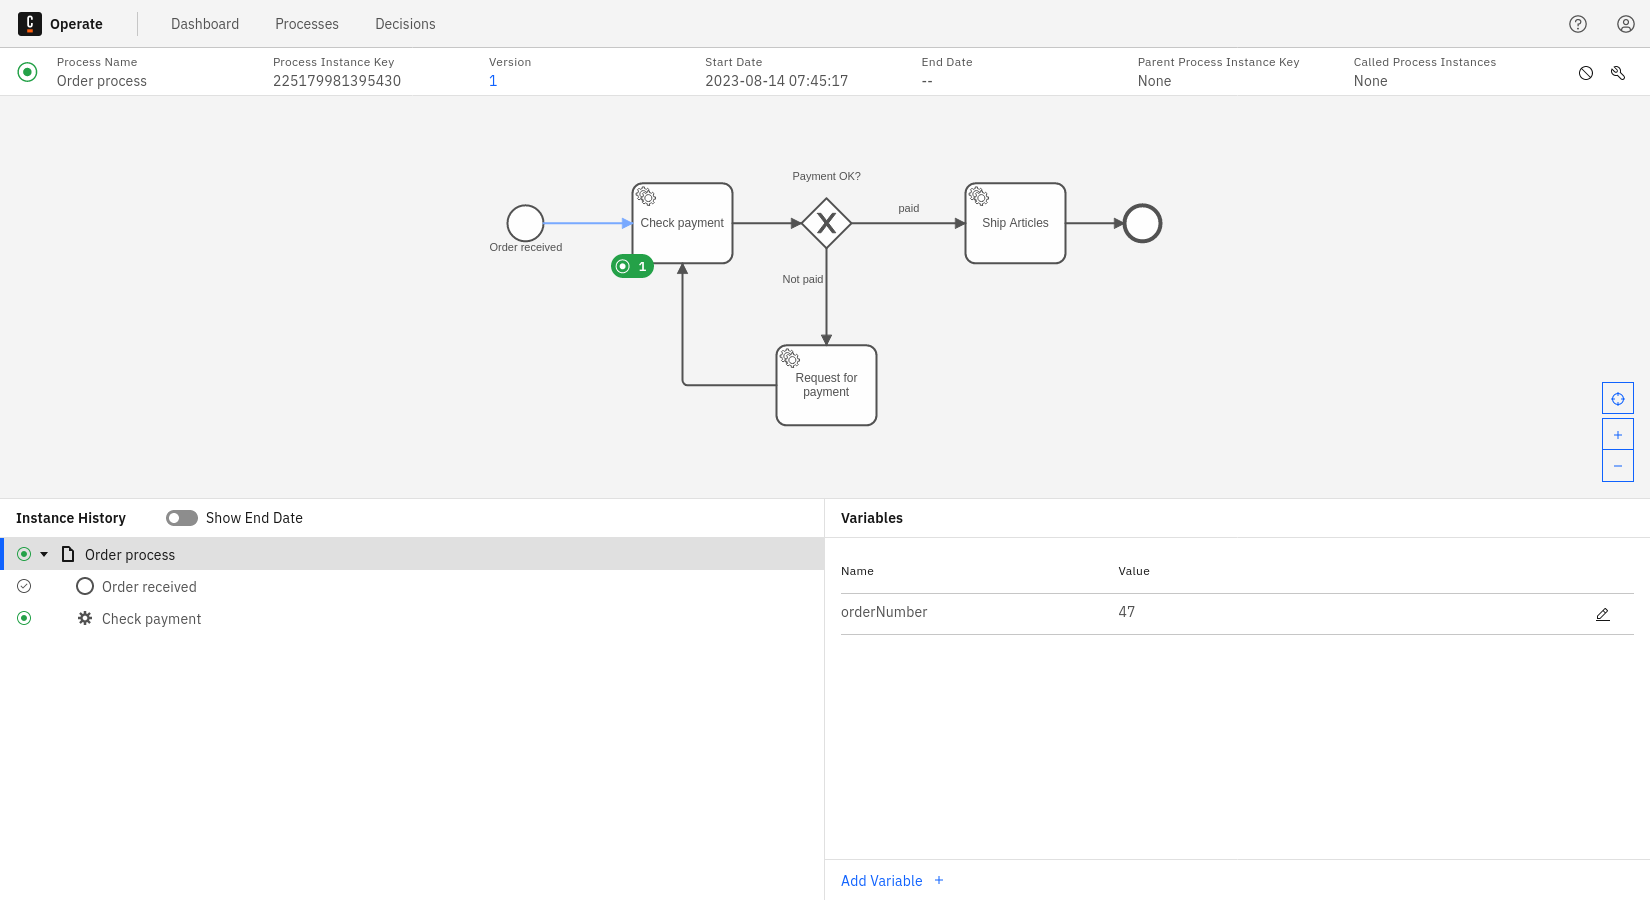 Operate
Dashboard
Processes
Decisions
Process Name
Order process
Process Instance Key
225179981395430
Version
1
Start Date
2023-08-14 07:45:17
End Date
--
Parent Process Instance Key
None
Called Process Instances
None
Payment OK?
Check payment
paid
Ship Articles
Order received
1
Not paid
Request for
payment
Instance History
Show End Date
Order process
Order received
Check payment
Variables
Name
Value
orderNumber
47
Add Variable +